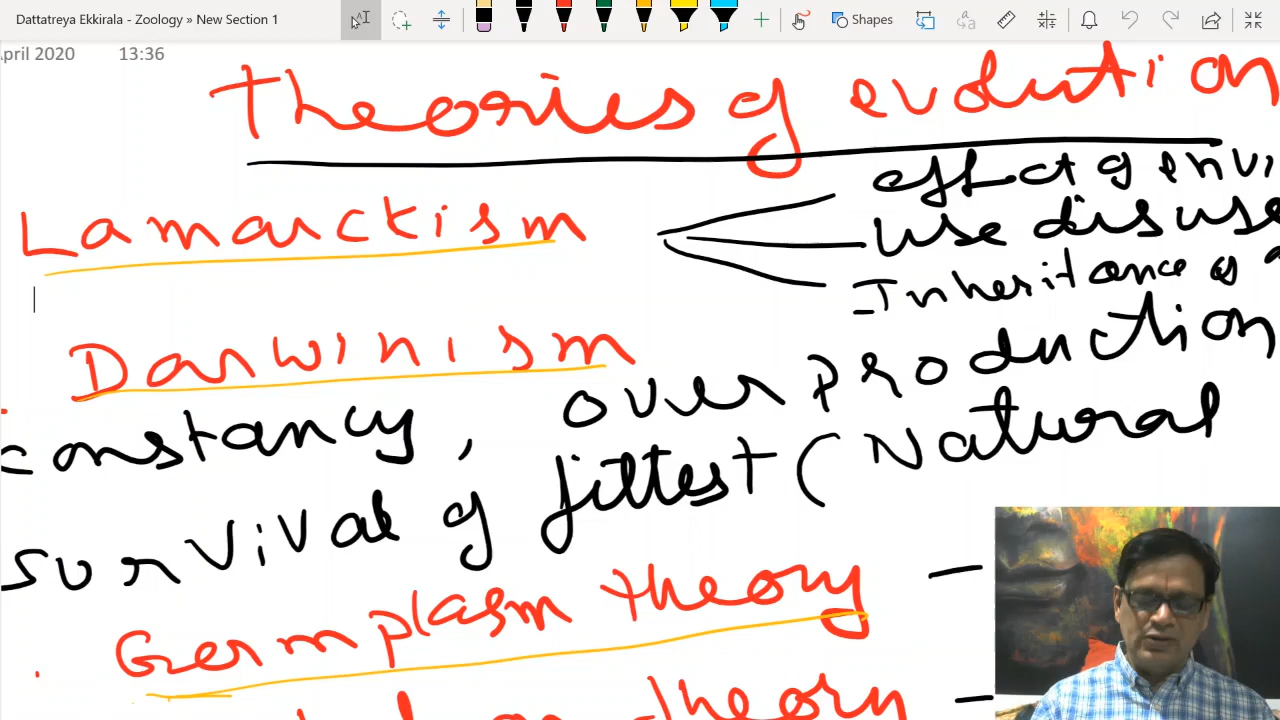 Dattatreya Ekkirala - Zoology » New Section 1
Shapes
April 2020 13:36
Theories of evolution
Lamarckism
effect of envi
Use disuse
Inheritance of a
Darwinism
constancy, over production
survival of fittest (Natural
Germplasm theory —
theory —